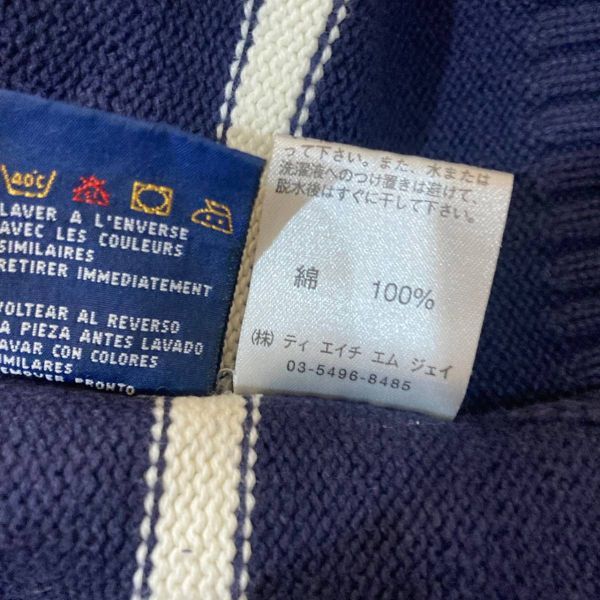 40℃
LAVER A L'ENVERSE
AVEC LES COULEURS
SIMILAIRES
RETIRER IMMEDIATEMENT
VOLTEAR AL REVERSO
LA PIEZA ANTES LAVADO
LAVAR CON COLORES
SIMILARES
REMOVER PRONTO
って下さい。また、水または
洗濯液へのつけ置きは避けて、
脱水後はすぐに干して下さい。
綿 100%
(株) ティ エイチ エム ジェイ
03-5496-8485